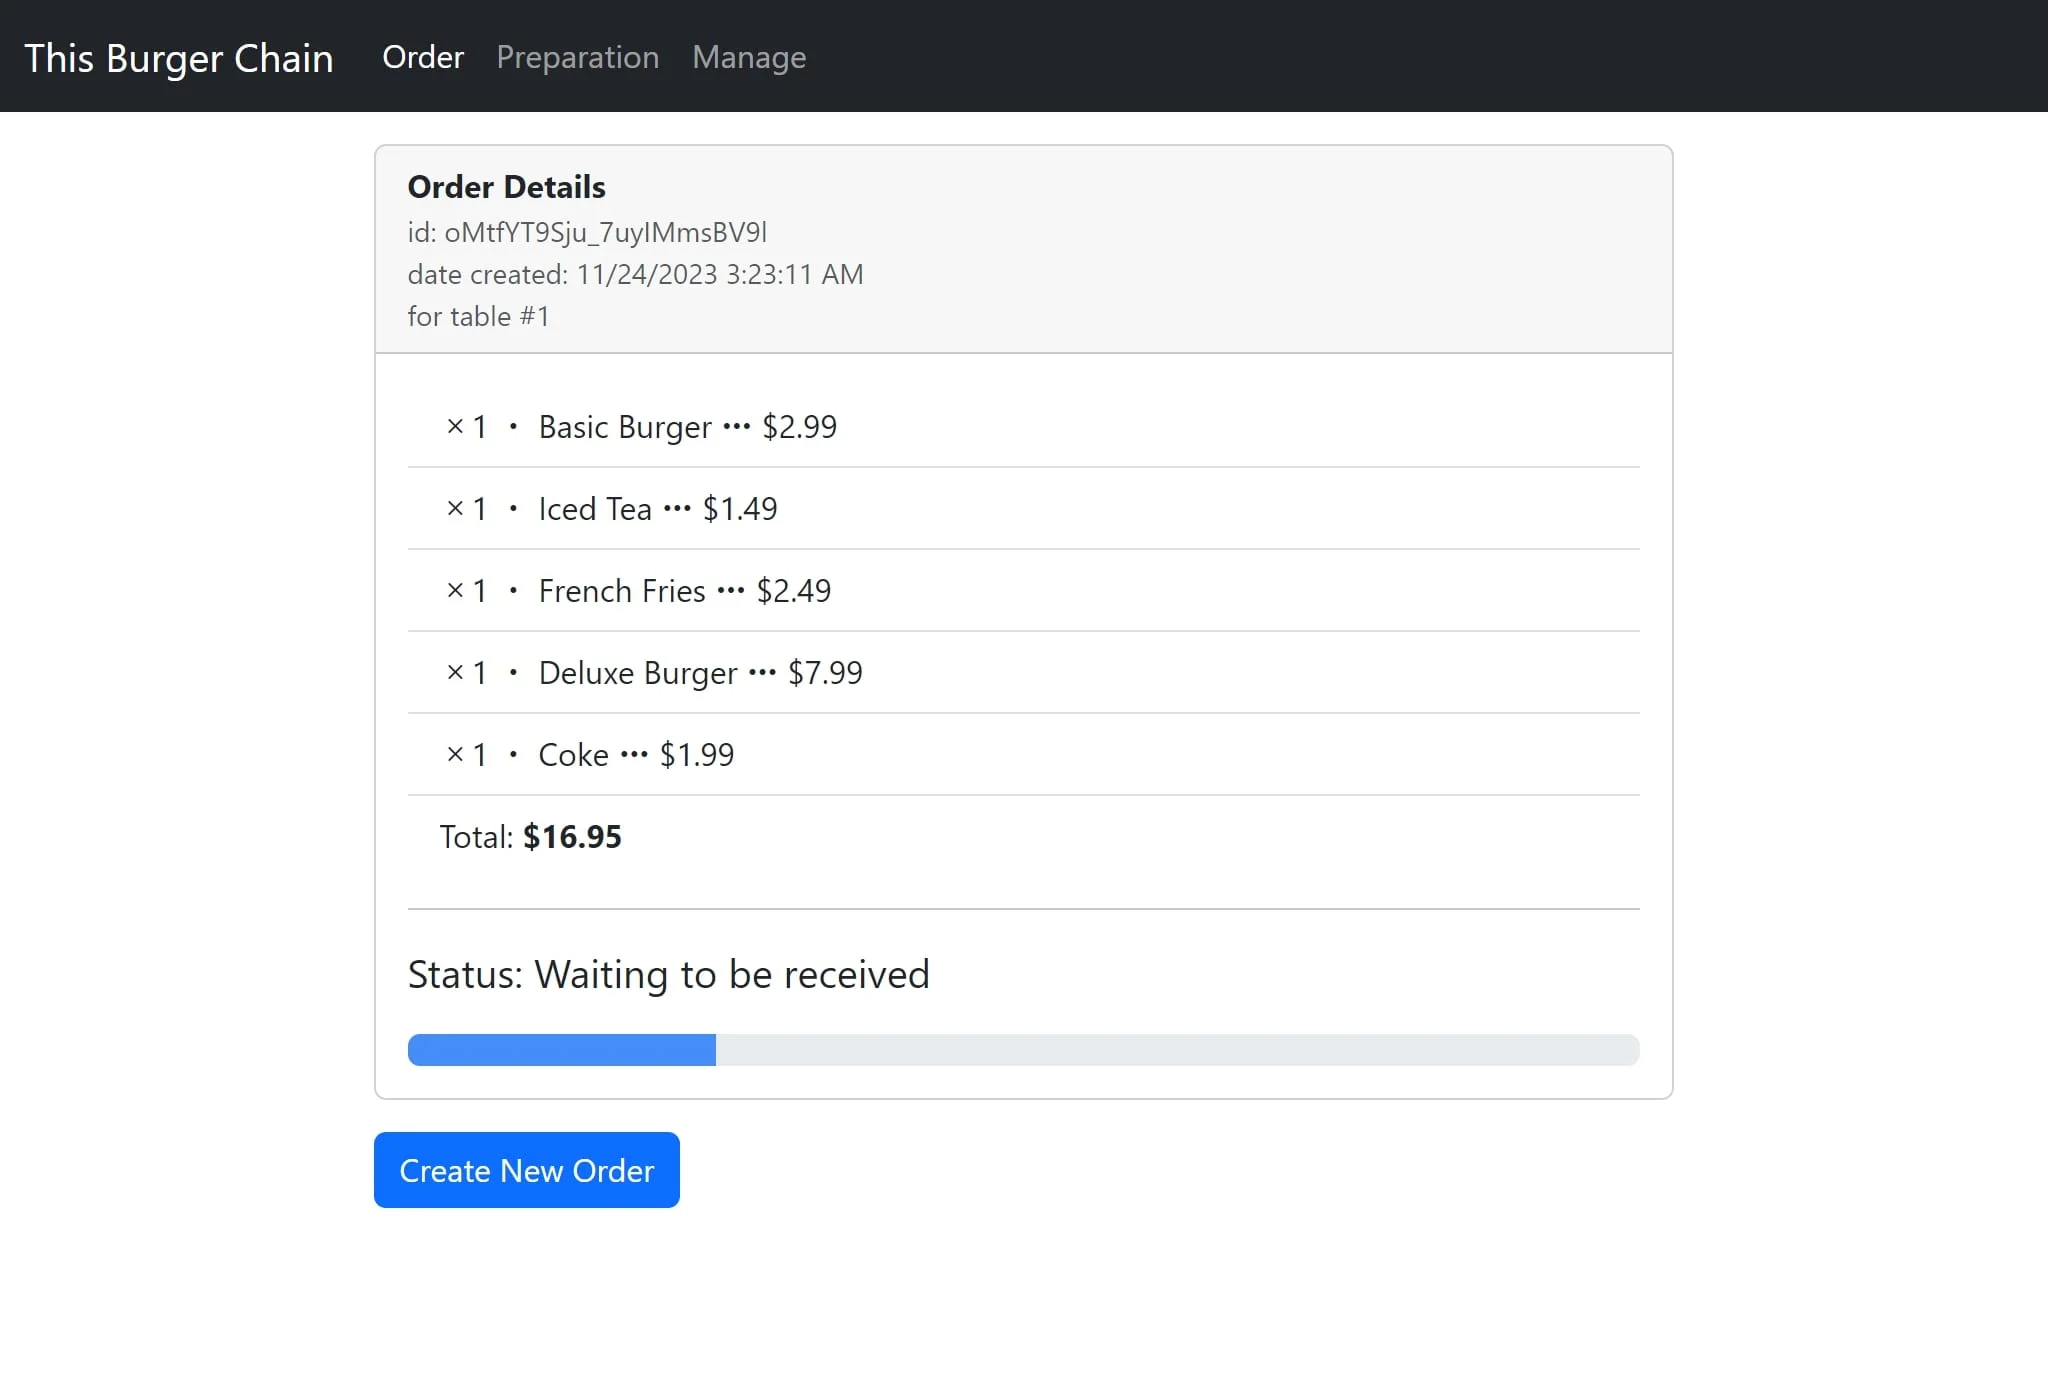 This Burger Chain Order Preparation Manage
Order Details
id: oMtfYT9Sju_7uyIMmsBV9l
date created: 11/24/2023 3:23:11 AM
for table #1
× 1 • Basic Burger ••• $2.99
× 1 • Iced Tea ••• $1.49
× 1 • French Fries ••• $2.49
× 1 • Deluxe Burger ••• $7.99
× 1 • Coke ••• $1.99
Total: $16.95
Status: Waiting to be received
Create New Order